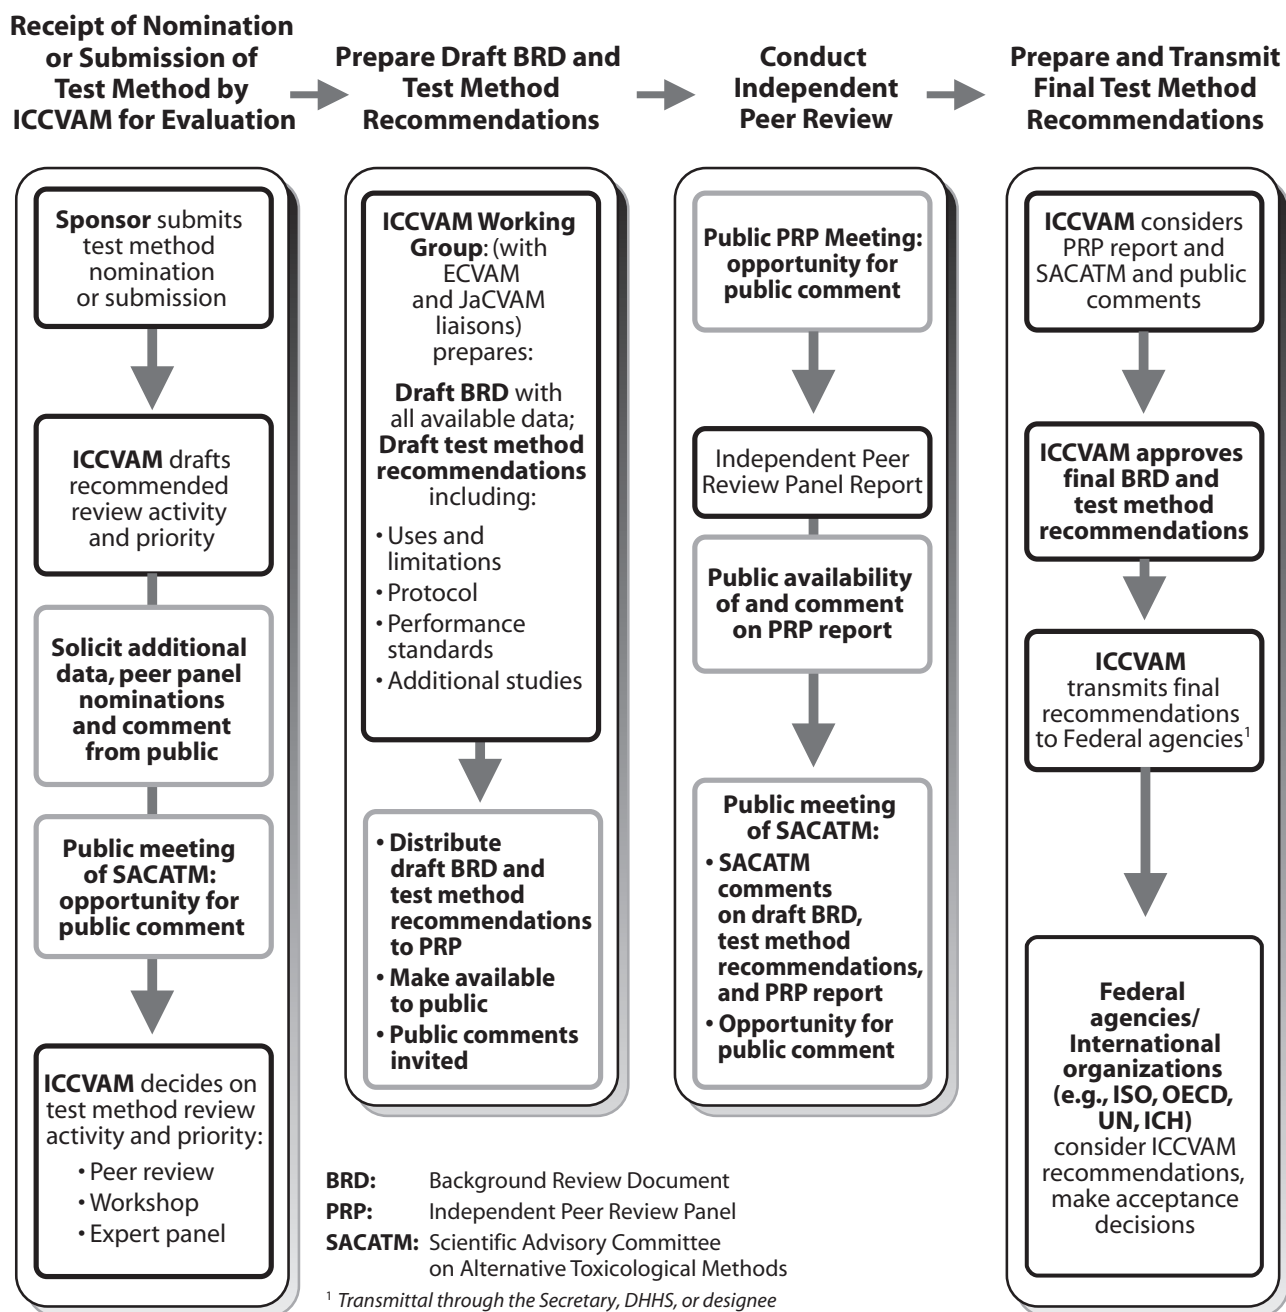 Receipt of Nomination
or Submission of
Test Method by
ICCVAM for Evaluation
Prepare Draft BRD and
Test Method
Recommendations
Conduct
Independent
Peer Review
Prepare and Transmit
Final Test Method
Recommendations
Sponsor submits
test method
nomination
or submission
ICCVAM drafts
recommended
review activity
and priority
Solicit additional
data, peer panel
nominations
and comment
from public
Public meeting
of SACATM:
opportunity for
public comment
ICCVAM decides on
test method review
activity and priority:
• Peer review
• Workshop
• Expert panel
ICCVAM Working
Group: (with
ECVAM
and JaCVAM
liaisons)
prepares:
Draft BRD with
all available data;
Draft test method
recommendations
including:
• Uses and
limitations
• Protocol
• Performance
standards
• Additional studies
• Distribute
draft BRD and
test method
recommendations
to PRP
• Make available
to public
• Public comments
invited
Public PRP Meeting:
opportunity for
public comment
Independent Peer
Review Panel Report
Public availability
of and comment
on PRP report
Public meeting
of SACATM:
• SACATM
comments
on draft BRD,
test method
recommendations,
and PRP report
• Opportunity for
public comment
ICCVAM considers
PRP report and
SACATM and public
comments
ICCVAM approves
final BRD and
test method
recommendations
ICCVAM
transmits final
recommendations
to Federal agencies¹
Federal
agencies/
International
organizations
(e.g., ISO, OECD,
UN, ICH)
consider ICCVAM
recommendations,
make acceptance
decisions
BRD: Background Review Document
PRP: Independent Peer Review Panel
SACATM: Scientific Advisory Committee
on Alternative Toxicological Methods
¹ Transmittal through the Secretary, DHHS, or designee